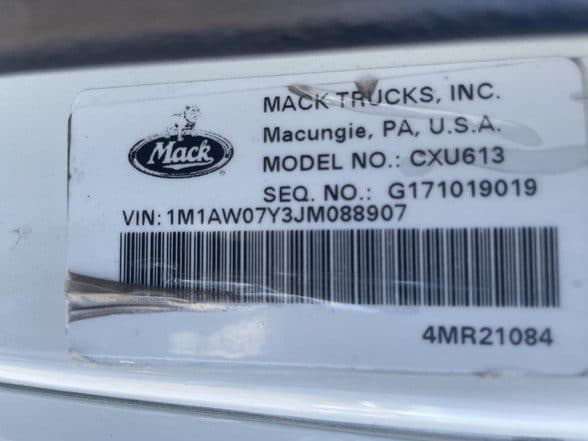 MACK TRUCKS, INC.
Mack
Macungie, PA, U.S.A.
MODEL NO.: CXU613
SEQ. NO.: G171019019
VIN: 1M1AW07Y3JM088907
4MR21084